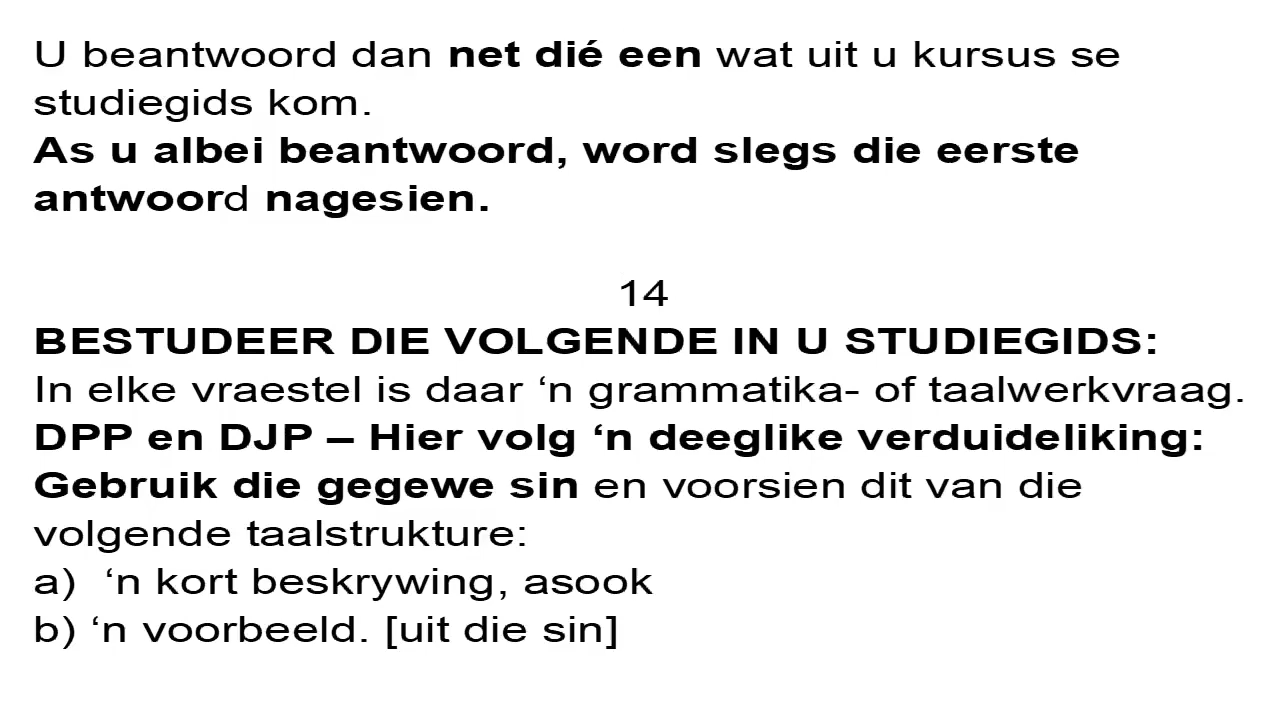 U beantwoord dan net dié een wat uit u kursus se
studiegids kom.
As u albei beantwoord, word slegs die eerste
antwoord nagesien.
14
BESTUDEER DIE VOLGENDE IN U STUDIEGIDS:
In elke vraestel is daar ‘n grammatika- of taalwerkvraag.
DPP en DJP – Hier volg ‘n deeglike verduideliking:
Gebruik die gegewe sin en voorsien dit van die
volgende taalstrukture:
a) ‘n kort beskrywing, asook
b) ‘n voorbeeld. [uit die sin]